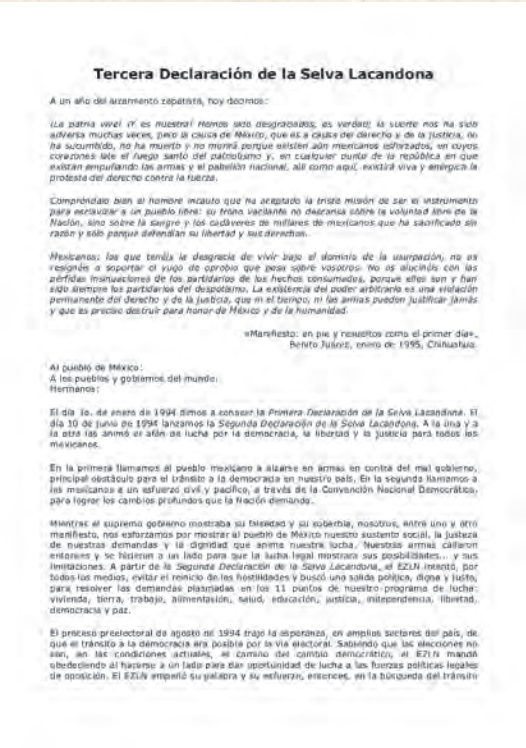 Tercera Declaración de la Selva Lacandona
A un año del alzamiento zapatista, hoy decimos:
¡La patria vive! ¡Y es nuestra! Hemos sido desgraciados, es verdad; la suerte nos ha sido
adversa muchas veces, pero la causa de México, que es a causa del derecho y de la justicia, no
ha sucumbido, no ha muerto y no morirá porque existen aún mexicanos esforzados, en cuyos
corazones late el fuego santo del patriotismo y, en cualquier punto de la república en que
existan empuñando las armas y el pabellón nacional, allí como aquí, existirá viva y enérgica la
protesta del derecho contra la fuerza.
Compréndalo bien el hombre incauto que ha aceptado la triste misión de ser el instrumento
para esclavizar a un pueblo libre: su trono vacilante no descansa sobre la voluntad libre de la
Nación, sino sobre la sangre y los cadáveres de millares de mexicanos que ha sacrificado sin
razón y sólo porque defendían su libertad y sus derechos.
Mexicanos: los que tenéis la desgracia de vivir bajo el dominio de la usurpación, no os
resignéis a soportar el yugo de oprobio que pesa sobre vosotros. No os alucinéis con las
pérfidas insinuaciones de los partidarios de los hechos consumados, porque ellos son y han
sido siempre los partidarios del despotismo. La existencia del poder arbitrario es una violación
permanente del derecho y de la justicia, que ni el tiempo, ni las armas pueden justificar jamás
y que es preciso destruir para honor de México y de la humanidad.
«Manifiesto: en pie y resueltos como el primer día»,
Benito Juárez, enero de 1995, Chihuahua.
Al pueblo de México:
A los pueblos y gobiernos del mundo:
Hermanos:
El día 1o. de enero de 1994 dimos a conocer la Primera Declaración de la Selva Lacandona. El
día 10 de junio de 1994 lanzamos la Segunda Declaración de la Selva Lacandona. A la una y a
la otra las animó el afán de lucha por la democracia, la libertad y la justicia para todos los
mexicanos.
En la primera llamamos al pueblo mexicano a alzarse en armas en contra del mal gobierno,
principal obstáculo para el tránsito a la democracia en nuestro país. En la segunda llamamos a
los mexicanos a un esfuerzo civil y pacífico, a través de la Convención Nacional Democrática,
para lograr los cambios profundos que la Nación demanda.
Mientras el supremo gobierno mostraba su falsedad y su soberbia, nosotros, entre uno y otro
manifiesto, nos esforzamos por mostrar al pueblo de México nuestro sustento social, la justeza
de nuestras demandas y la dignidad que anima nuestra lucha. Nuestras armas callaron
entonces y se hicieron a un lado para que la lucha legal mostrara sus posibilidades... y sus
limitaciones. A partir de la Segunda Declaración de la Selva Lacandona, el EZLN intentó, por
todos los medios, evitar el reinicio de las hostilidades y buscó una salida política, digna y justa,
para resolver las demandas plasmadas en los 11 puntos de nuestro programa de lucha:
vivienda, tierra, trabajo, alimentación, salud, educación, justicia, independencia, libertad,
democracia y paz.
El proceso preelectoral de agosto de 1994 trajo la esperanza, en amplios sectores del país, de
que el tránsito a la democracia era posible por la vía electoral. Sabiendo que las elecciones no
son, en las condiciones actuales, el camino del cambio democrático, el EZLN mandó
obedeciendo al hacerse a un lado para dar oportunidad de lucha a las fuerzas políticas legales
de oposición. El EZLN empeñó su palabra y su esfuerzo, entonces, en la búsqueda del tránsito